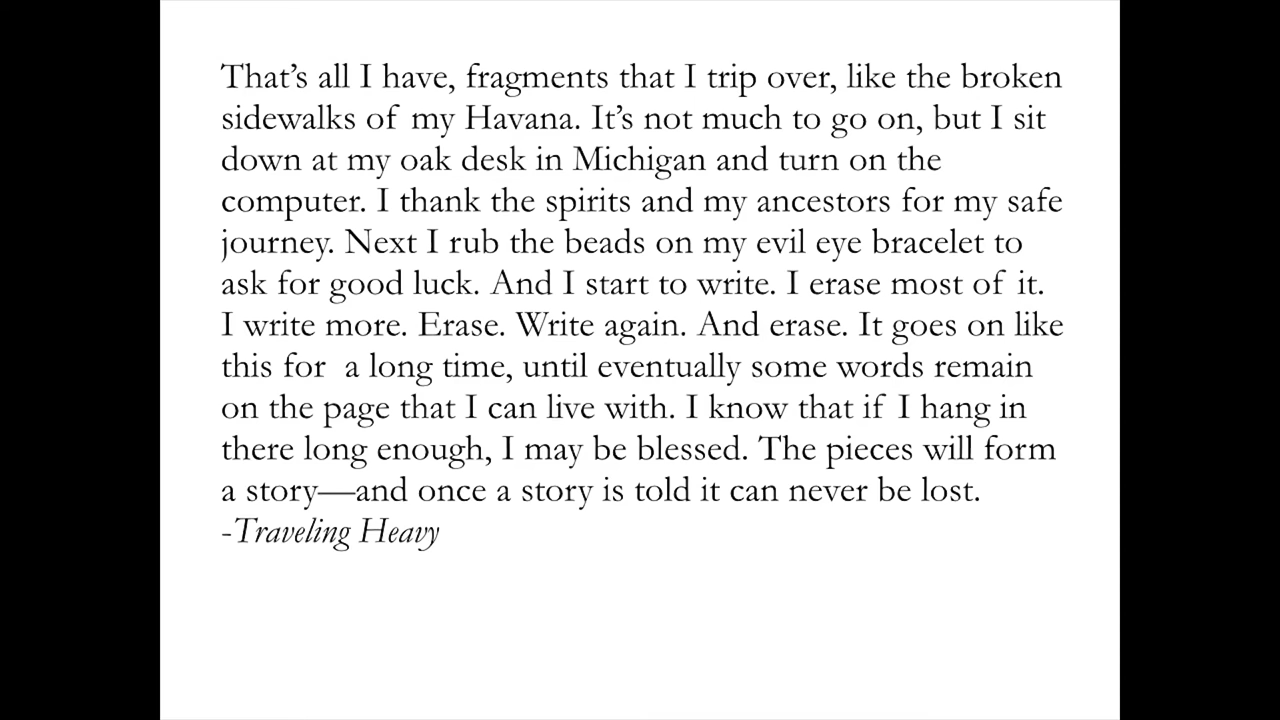 That’s all I have, fragments that I trip over, like the broken
sidewalks of my Havana. It’s not much to go on, but I sit
down at my oak desk in Michigan and turn on the
computer. I thank the spirits and my ancestors for my safe
journey. Next I rub the beads on my evil eye bracelet to
ask for good luck. And I start to write. I erase most of it.
I write more. Erase. Write again. And erase. It goes on like
this for  a long time, until eventually some words remain
on the page that I can live with. I know that if I hang in
there long enough, I may be blessed. The pieces will form
a story—and once a story is told it can never be lost.
-Traveling Heavy